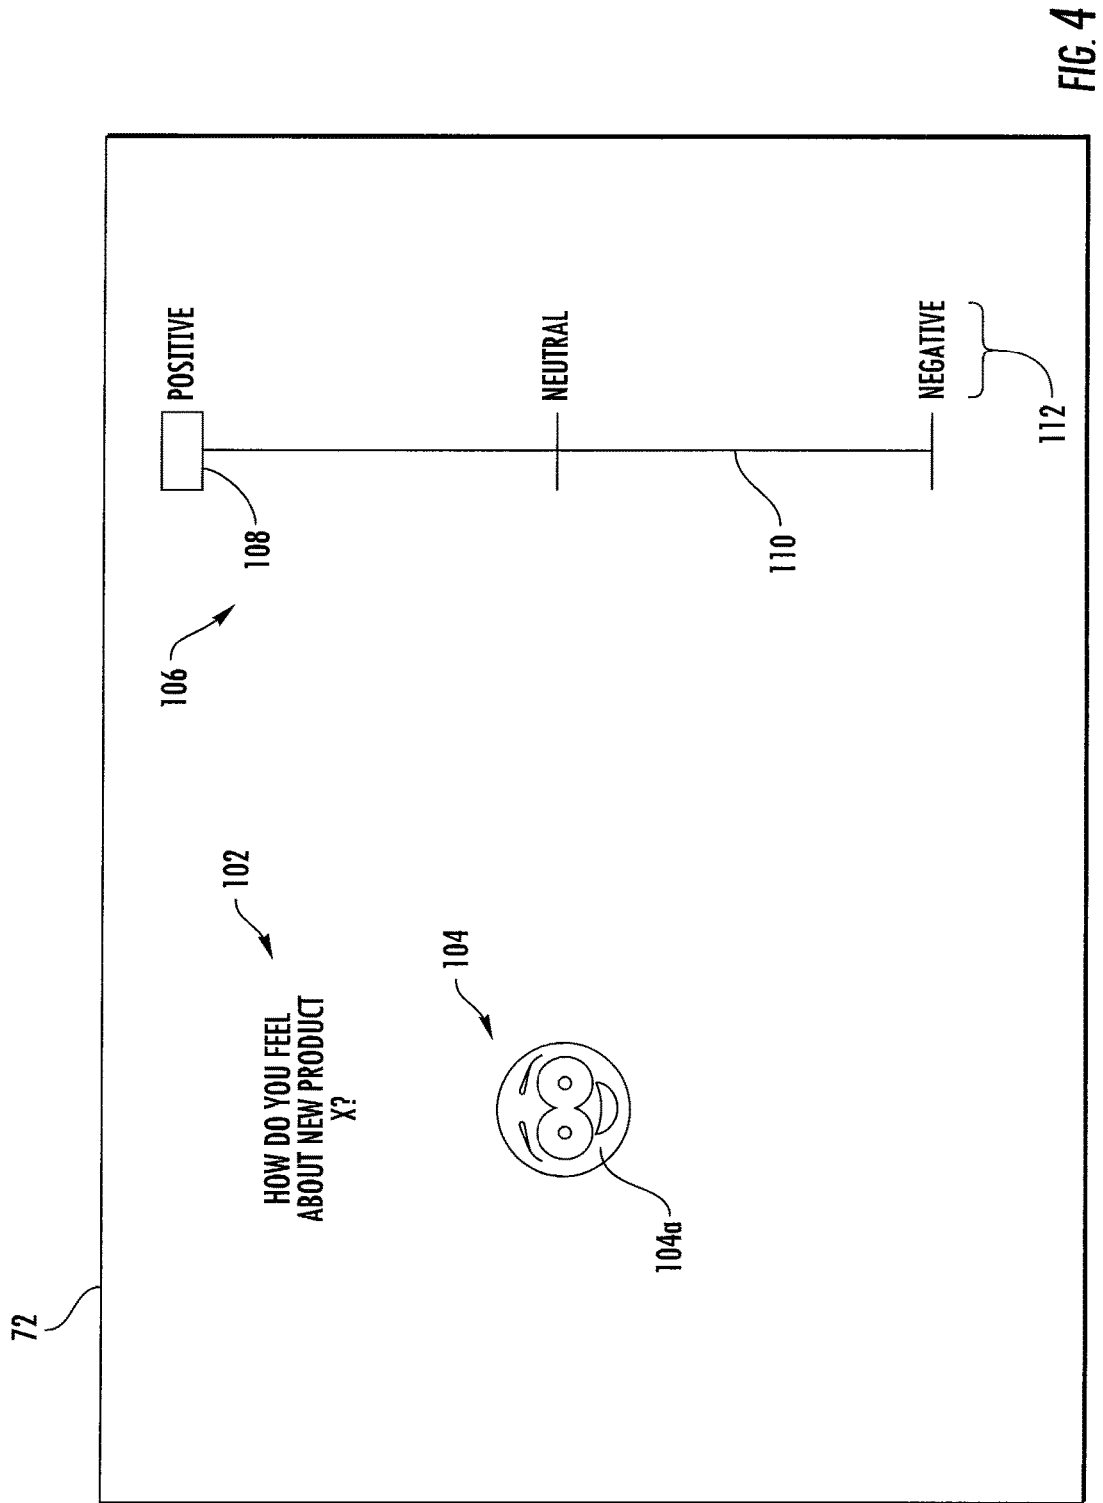 72
HOW DO YOU FEEL
ABOUT NEW PRODUCT
X?
102
104
104a
106
108
POSITIVE
NEUTRAL
110
NEGATIVE
112
FIG. 4